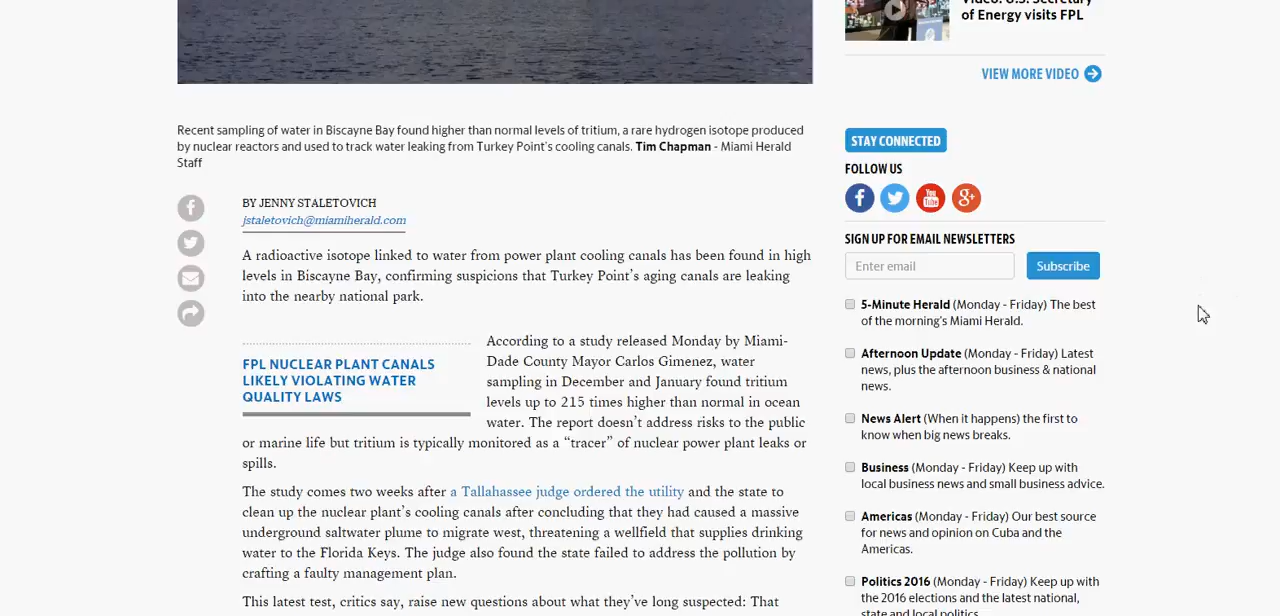 Video: U.S. Secretary
of Energy visits FPL
VIEW MORE VIDEO
Recent sampling of water in Biscayne Bay found higher than normal levels of tritium, a rare hydrogen isotope produced
by nuclear reactors and used to track water leaking from Turkey Point's cooling canals. Tim Chapman - Miami Herald
Staff
STAY CONNECTED
FOLLOW US
You Tube
g+
SIGN UP FOR EMAIL NEWSLETTERS
Enter email
Subscribe
5-Minute Herald (Monday - Friday) The best
of the morning's Miami Herald.
Afternoon Update (Monday - Friday) Latest
news, plus the afternoon business & national
news.
News Alert (When it happens) the first to
know when big news breaks.
Business (Monday - Friday) Keep up with
local business news and small business advice.
Americas (Monday - Friday) Our best source
for news and opinion on Cuba and the
Americas.
Politics 2016 (Monday - Friday) Keep up with
the 2016 elections and the latest national,
state and local politics.
BY JENNY STALETOVICH
jstaletovich@miamiherald.com
A radioactive isotope linked to water from power plant cooling canals has been found in high
levels in Biscayne Bay, confirming suspicions that Turkey Point's aging canals are leaking
into the nearby national park.
FPL NUCLEAR PLANT CANALS
LIKELY VIOLATING WATER
QUALITY LAWS
According to a study released Monday by Miami-
Dade County Mayor Carlos Gimenez, water
sampling in December and January found tritium
levels up to 215 times higher than normal in ocean
water. The report doesn't address risks to the public
or marine life but tritium is typically monitored as a “tracer” of nuclear power plant leaks or
spills.
The study comes two weeks after a Tallahassee judge ordered the utility and the state to
clean up the nuclear plant's cooling canals after concluding that they had caused a massive
underground saltwater plume to migrate west, threatening a wellfield that supplies drinking
water to the Florida Keys. The judge also found the state failed to address the pollution by
crafting a faulty management plan.
This latest test, critics say, raise new questions about what they've long suspected: That